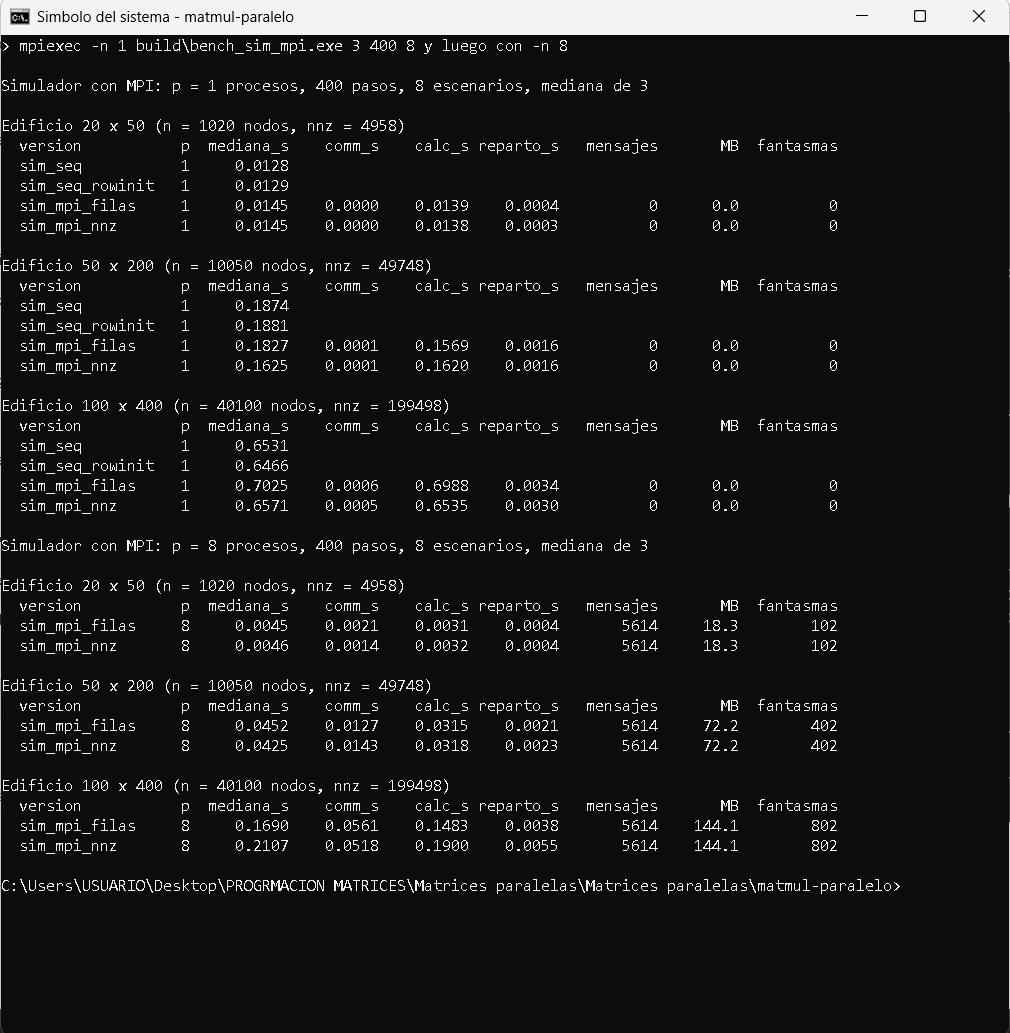 Simbolo del sistema - matmul-paralelo
> mpiexec -n 1 build\bench_sim_mpi.exe 3 400 8 y luego con -n 8
Simulador con MPI: p = 1 procesos, 400 pasos, 8 escenarios, mediana de 3
Edificio 20 x 50 (n = 1020 nodos, nnz = 4958)
version p mediana_s comm_s calc_s reparto_s mensajes MB fantasmas
sim_seq 1 0.0128
sim_seq_rowinit 1 0.0129
sim_mpi_filas 1 0.0145 0.0000 0.0139 0.0004 0 0.0 0
sim_mpi_nnz 1 0.0145 0.0000 0.0138 0.0003 0 0.0 0
Edificio 50 x 200 (n = 10050 nodos, nnz = 49748)
version p mediana_s comm_s calc_s reparto_s mensajes MB fantasmas
sim_seq 1 0.1874
sim_seq_rowinit 1 0.1881
sim_mpi_filas 1 0.1827 0.0001 0.1569 0.0016 0 0.0 0
sim_mpi_nnz 1 0.1625 0.0001 0.1620 0.0016 0 0.0 0
Edificio 100 x 400 (n = 40100 nodos, nnz = 199498)
version p mediana_s comm_s calc_s reparto_s mensajes MB fantasmas
sim_seq 1 0.6531
sim_seq_rowinit 1 0.6466
sim_mpi_filas 1 0.7025 0.0006 0.6988 0.0034 0 0.0 0
sim_mpi_nnz 1 0.6571 0.0005 0.6535 0.0030 0 0.0 0
Simulador con MPI: p = 8 procesos, 400 pasos, 8 escenarios, mediana de 3
Edificio 20 x 50 (n = 1020 nodos, nnz = 4958)
version p mediana_s comm_s calc_s reparto_s mensajes MB fantasmas
sim_mpi_filas 8 0.0045 0.0021 0.0031 0.0004 5614 18.3 102
sim_mpi_nnz 8 0.0046 0.0014 0.0032 0.0004 5614 18.3 102
Edificio 50 x 200 (n = 10050 nodos, nnz = 49748)
version p mediana_s comm_s calc_s reparto_s mensajes MB fantasmas
sim_mpi_filas 8 0.0452 0.0127 0.0315 0.0021 5614 72.2 402
sim_mpi_nnz 8 0.0425 0.0143 0.0318 0.0023 5614 72.2 402
Edificio 100 x 400 (n = 40100 nodos, nnz = 199498)
version p mediana_s comm_s calc_s reparto_s mensajes MB fantasmas
sim_mpi_filas 8 0.1690 0.0561 0.1483 0.0038 5614 144.1 802
sim_mpi_nnz 8 0.2107 0.0518 0.1900 0.0055 5614 144.1 802
C:\Users\USUARIO\Desktop\PROGRMACION MATRICES\Matrices paralelas\Matrices paralelas\matmul-paralelo>